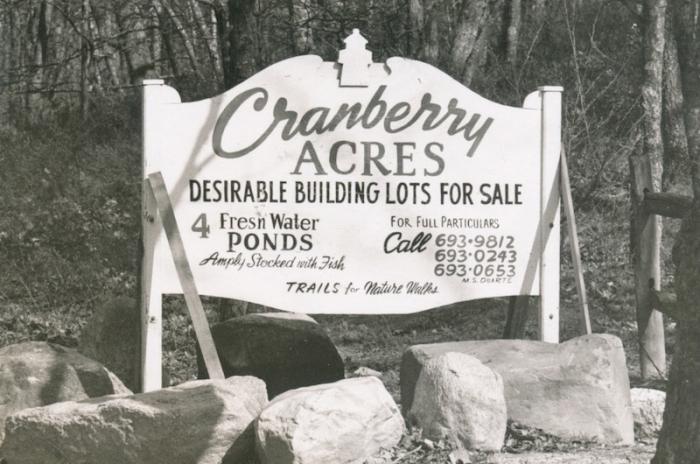 Cranberry
ACRES
DESIRABLE BUILDING LOTS FOR SALE
4 Fresh Water
PONDS
Amply Stocked with Fish
FOR FULL PARTICULARS
Call 693•9812
693•0243
693•0653
M.S. DUARTE
TRAILS for Nature Walks.